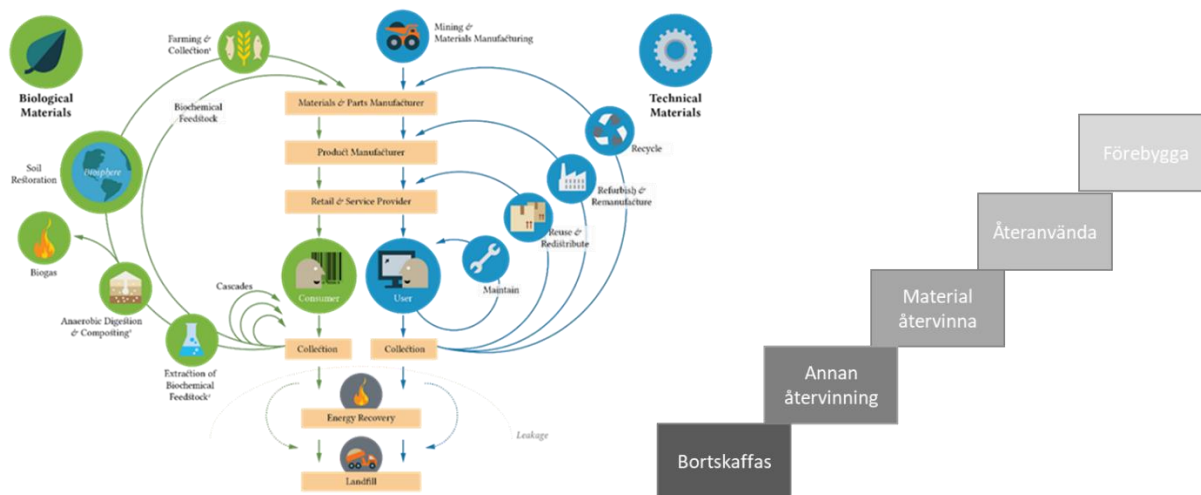 Biological
Materials
Farming &
Collection¹
Mining &
Materials Manufacturing
Technical
Materials
Biochemical
Feedstock
Materials & Parts Manufacturer
Product Manufacturer
Retail & Service Provider
Soil
Restoration
Biosphere
Recycle
Refurbish &
Remanufacture
Reuse &
Redistribute
Maintain
Biogas
Cascades
Consumer
User
Anaerobic Digestion
& Composting²
Extraction of
Biochemical
Feedstock²
Collection
Collection
Energy Recovery
Leakage
Landfill
Förebygga
Återanvända
Material
återvinna
Annan
återvinning
Bortskaffas